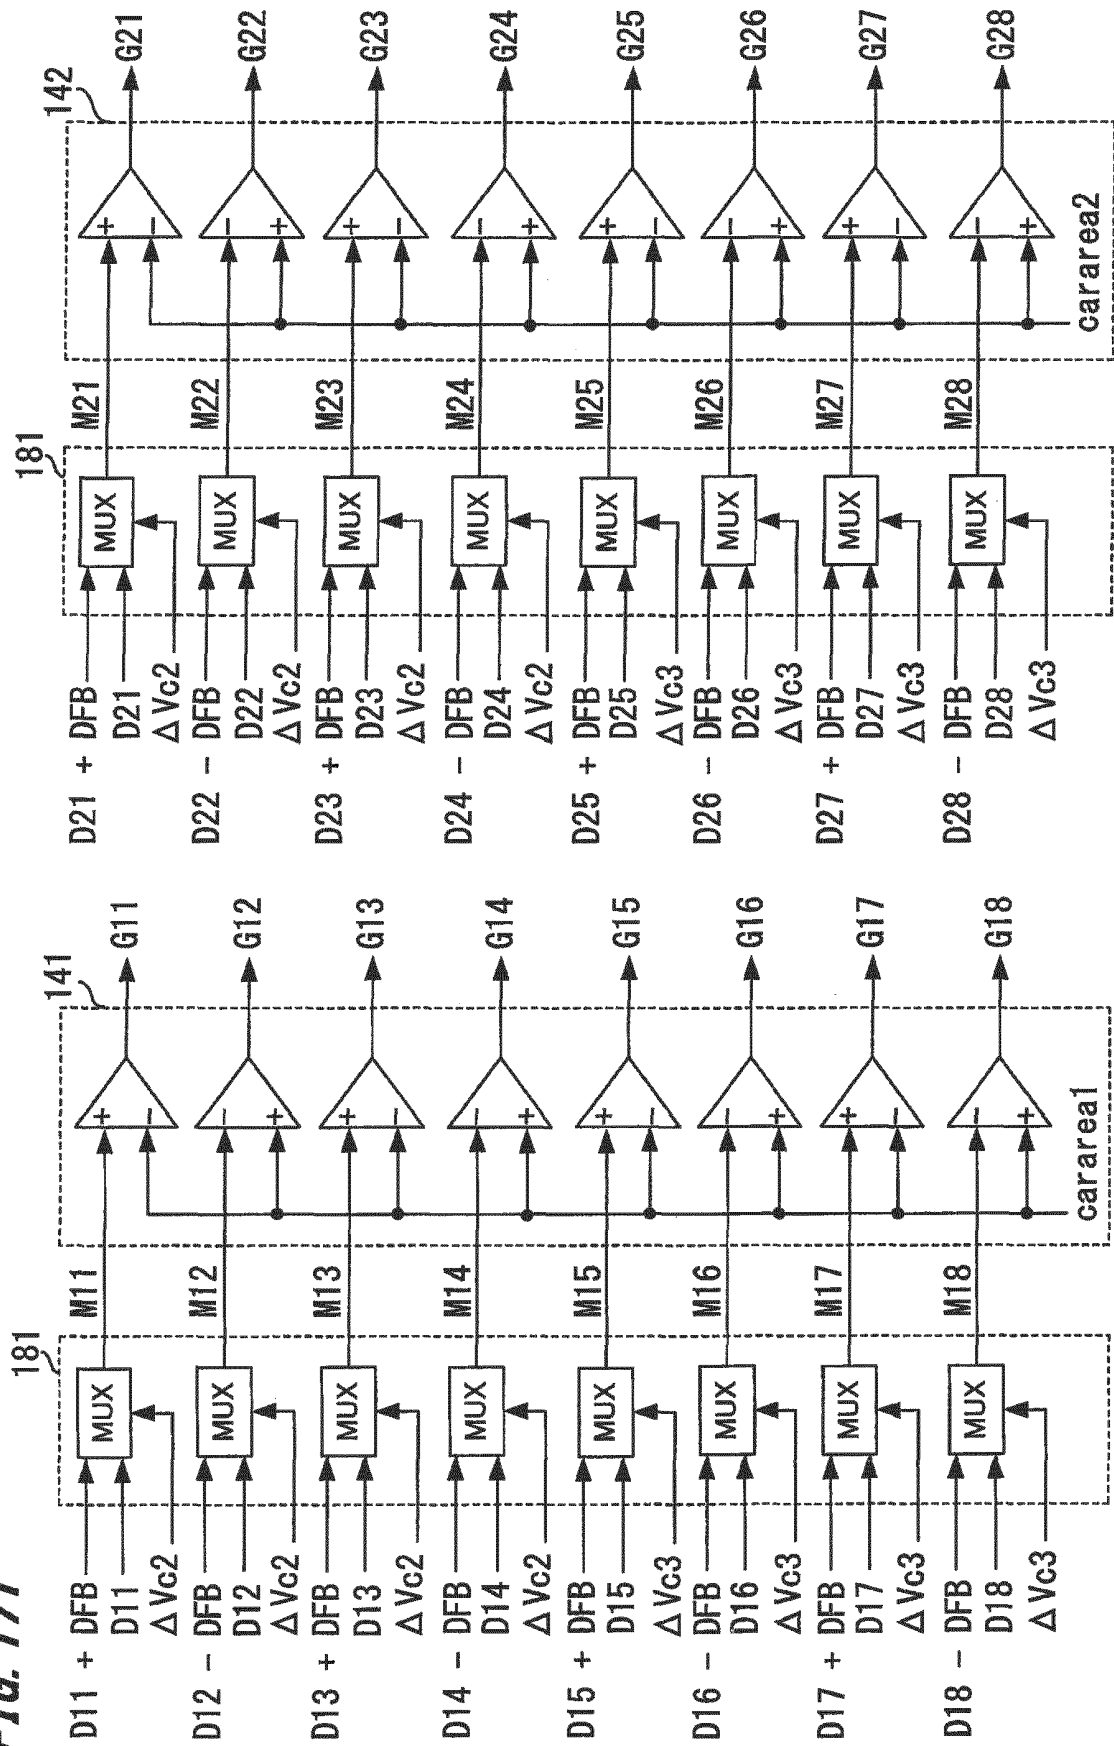 181
141
D11 + DFB
D11
ΔVc2
MUX
M11
+
−
G11
D12 - DFB
D12
ΔVc2
MUX
M12
−
+
G12
D13 + DFB
D13
ΔVc2
MUX
M13
+
−
G13
D14 - DFB
D14
ΔVc2
MUX
M14
−
+
G14
D15 + DFB
D15
ΔVc3
MUX
M15
+
−
G15
D16 - DFB
D16
ΔVc3
MUX
M16
−
+
G16
D17 + DFB
D17
ΔVc3
MUX
M17
+
−
G17
D18 - DFB
D18
ΔVc3
MUX
M18
−
+
G18
cararea1
181
142
D21 + DFB
D21
ΔVc2
MUX
M21
+
−
G21
D22 - DFB
D22
ΔVc2
MUX
M22
−
+
G22
D23 + DFB
D23
ΔVc2
MUX
M23
+
−
G23
D24 - DFB
D24
ΔVc2
MUX
M24
−
+
G24
D25 + DFB
D25
ΔVc3
MUX
M25
+
−
G25
D26 - DFB
D26
ΔVc3
MUX
M26
−
+
G26
D27 + DFB
D27
ΔVc3
MUX
M27
+
−
G27
D28 - DFB
D28
ΔVc3
MUX
M28
−
+
G28
cararea2